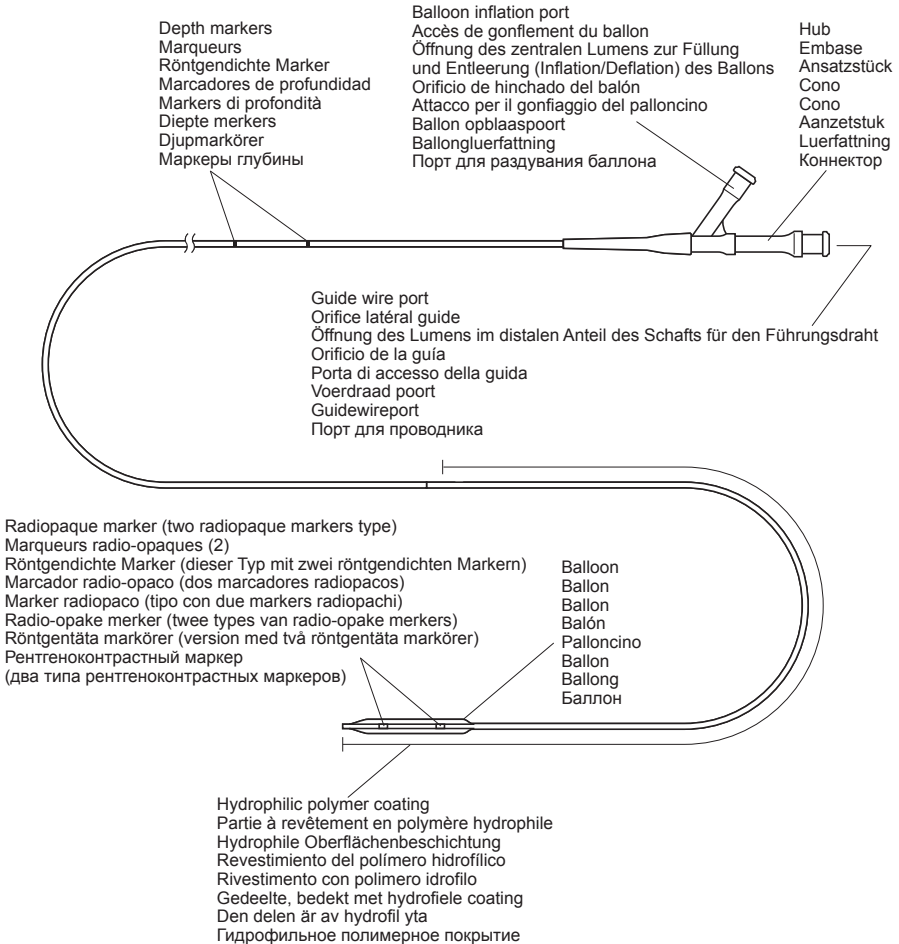 Depth markers
Marqueurs
Röntgendichte Marker
Marcadores de profundidad
Markers di profondità
Diepte merkers
Djupmarkörer
Маркеры глубины
Balloon inflation port
Accès de gonflement du ballon
Öffnung des zentralen Lumens zur Füllung
und Entleerung (Inflation/Deflation) des Ballons
Orificio de hinchado del balón
Attacco per il gonfiaggio del palloncino
Ballon opblaaspoort
Ballongluerfattning
Порт для раздувания баллона
Hub
Embase
Ansatzstück
Cono
Cono
Aanzetstuk
Luerfattning
Коннектор
Guide wire port
Orifice latéral guide
Öffnung des Lumens im distalen Anteil des Schafts für den Führungsdraht
Orificio de la guía
Porta di accesso della guida
Voerdraad poort
Guidewireport
Порт для проводника
Radiopaque marker (two radiopaque markers type)
Marqueurs radio-opaques (2)
Röntgendichte Marker (dieser Typ mit zwei röntgendichten Markern)
Marcador radio-opaco (dos marcadores radiopacos)
Marker radiopaco (tipo con due markers radiopachi)
Radio-opake merker (twee types van radio-opake merkers)
Röntgentäta markörer (version med två röntgentäta markörer)
Рентгеноконтрастный маркер
(два типа рентгеноконтрастных маркеров)
Balloon
Ballon
Ballon
Balón
Palloncino
Ballon
Ballong
Баллон
Hydrophilic polymer coating
Partie à revêtement en polymère hydrophile
Hydrophile Oberflächenbeschichtung
Revestimiento del polímero hidrofílico
Rivestimento con polimero idrofilo
Gedeelte, bedekt met hydrofiele coating
Den delen är av hydrofil yta
Гидрофильное полимерное покрытие